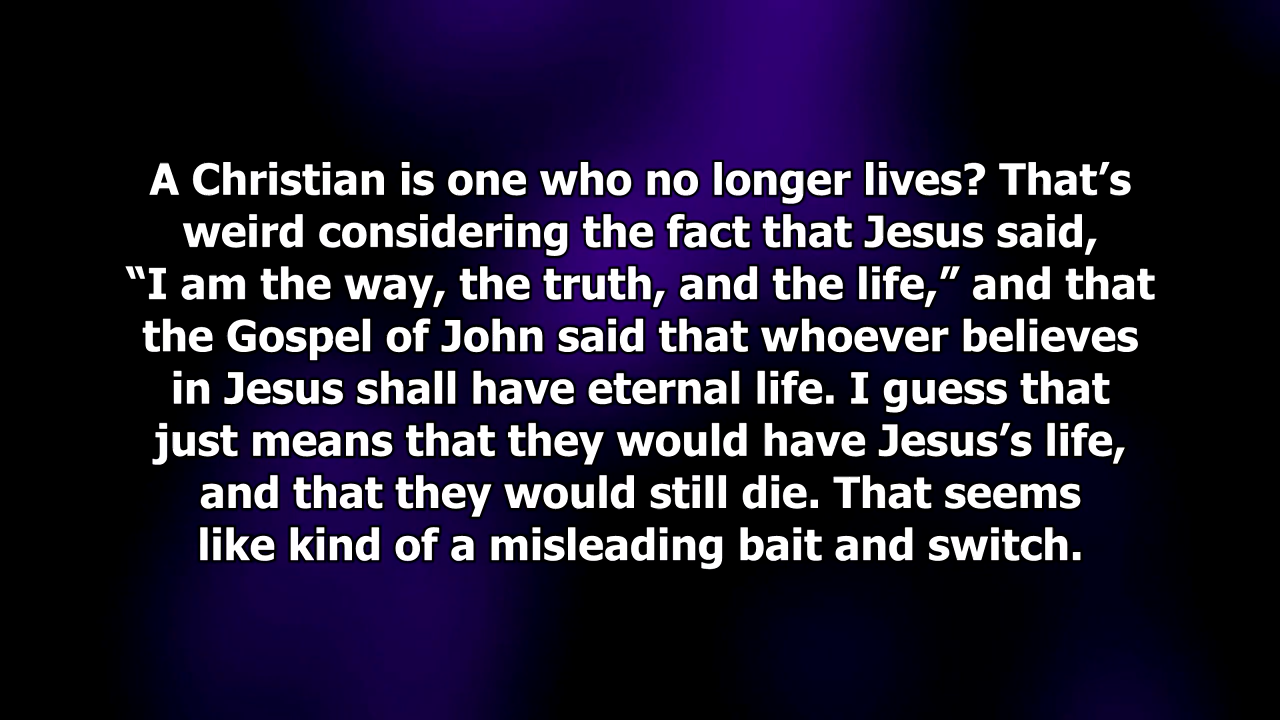 A Christian is one who no longer lives? That’s
weird considering the fact that Jesus said,
“I am the way, the truth, and the life,” and that
the Gospel of John said that whoever believes
in Jesus shall have eternal life. I guess that
just means that they would have Jesus’s life,
and that they would still die. That seems
like kind of a misleading bait and switch.